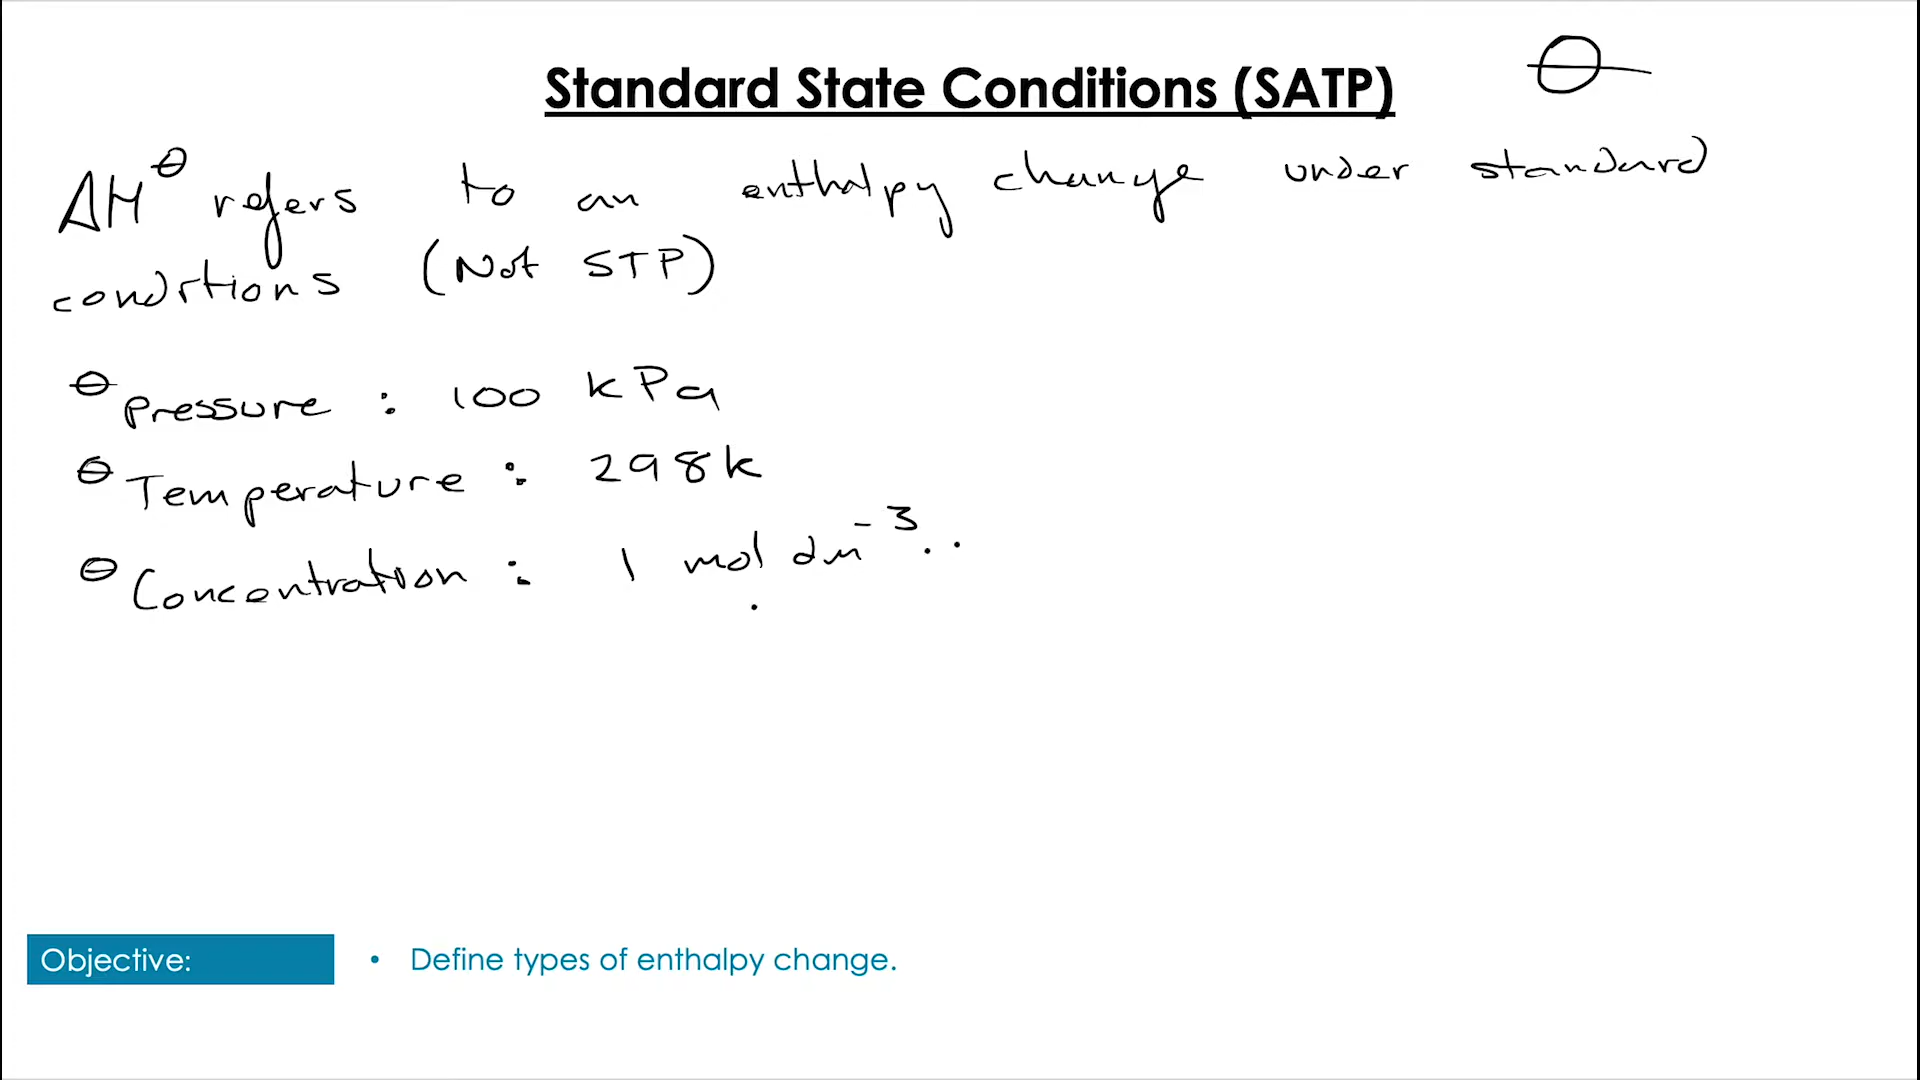 Standard State Conditions (SATP) ⦵
ΔH⦵ refers to an enthalpy change under standard
conditions (Not STP)
⦵ Pressure : 100 kPa
⦵ Temperature : 298k
⦵ Concentration : 1 mol dm⁻³..
Objective:
• Define types of enthalpy change.